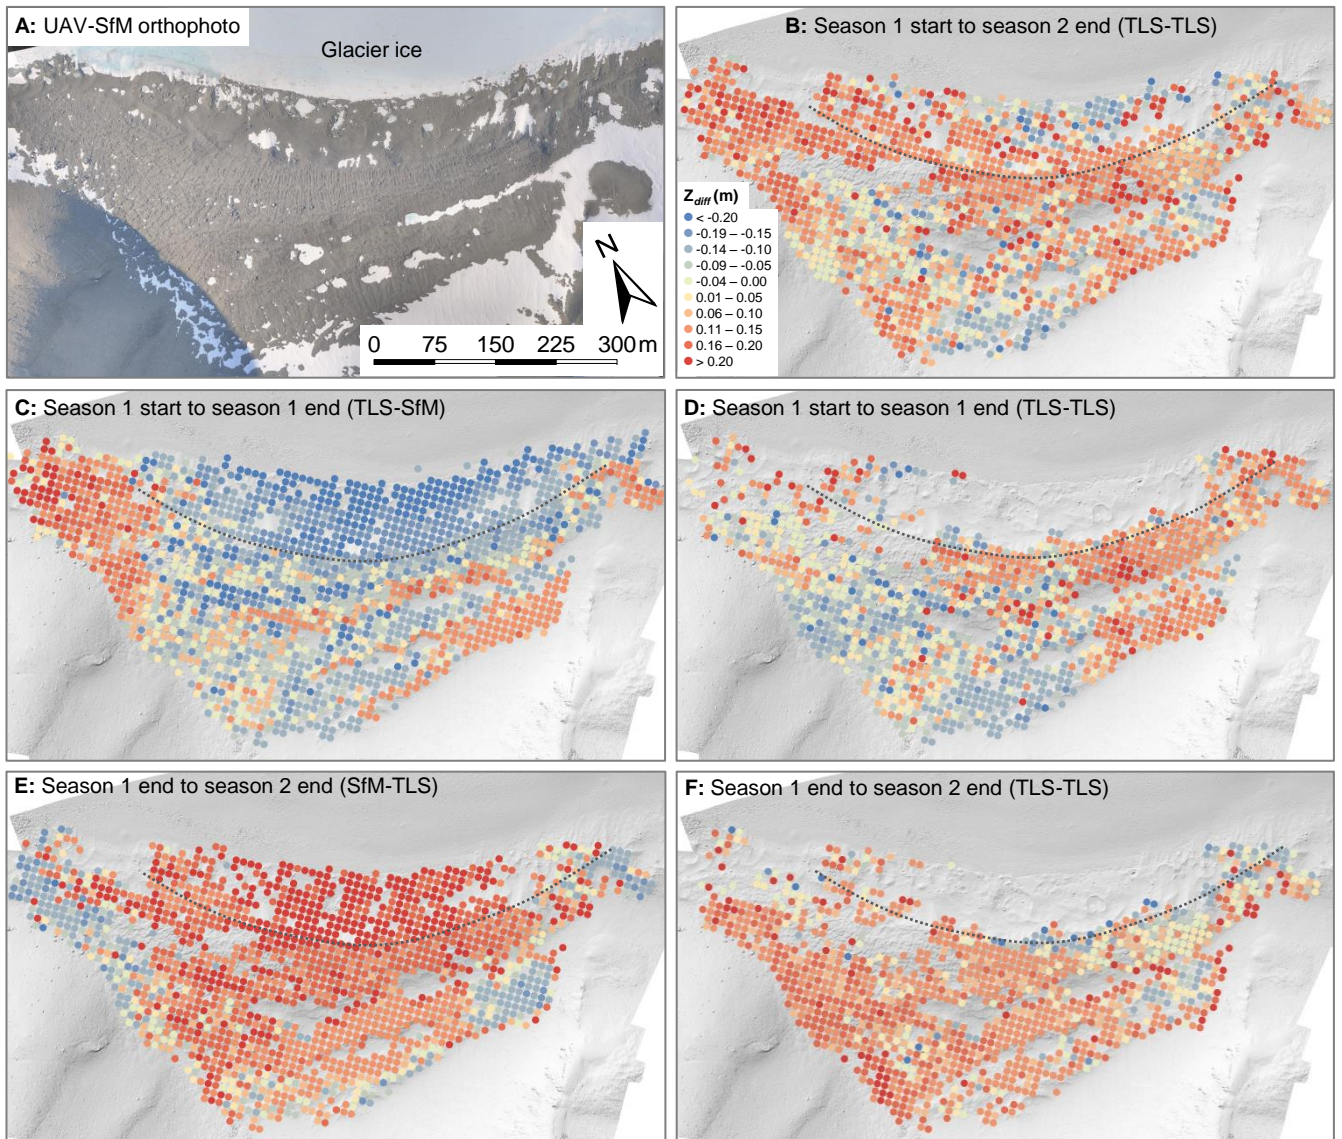 A: UAV-SfM orthophoto
Glacier ice
N
0 75 150 225 300 m
B: Season 1 start to season 2 end (TLS-TLS)
Zdiff (m)
< -0.20
-0.19 – -0.15
-0.14 – -0.10
-0.09 – -0.05
-0.04 – 0.00
0.01 – 0.05
0.06 – 0.10
0.11 – 0.15
0.16 – 0.20
> 0.20
C: Season 1 start to season 1 end (TLS-SfM)
D: Season 1 start to season 1 end (TLS-TLS)
E: Season 1 end to season 2 end (SfM-TLS)
F: Season 1 end to season 2 end (TLS-TLS)